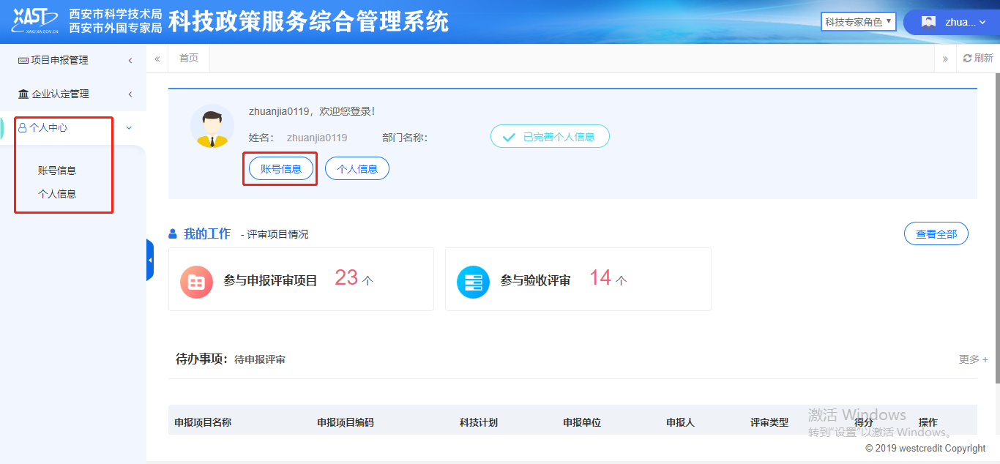 XAST
XAKJ.XA.GOV.CN
西安市科学技术局
西安市外国专家局
科技政策服务综合管理系统
科技专家角色
zhua...
项目申报管理
企业认定管理
个人中心
账号信息
个人信息
首页
刷新
zhuanjia0119，欢迎您登录！
姓名： zhuanjia0119 部门名称：
已完善个人信息
账号信息 个人信息
我的工作 - 评审项目情况
查看全部
参与申报评审项目 23 个
参与验收评审 14 个
待办事项：待申报评审
更多 +
申报项目名称 申报项目编码 科技计划 申报单位 申报人 评审类型 得分 操作
激活 Windows
转到"设置"以激活 Windows。
© 2019 westcredit Copyright